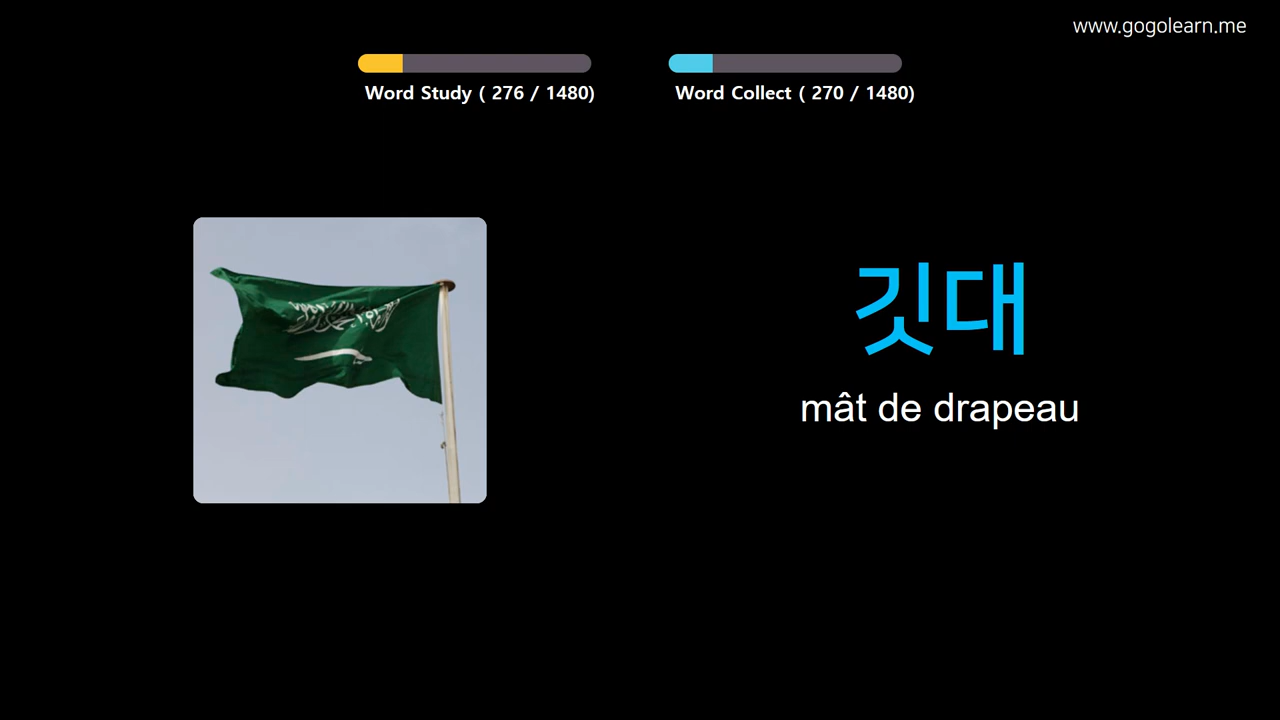 www.gogolearn.me
Word Study ( 276 / 1480)
Word Collect ( 270 / 1480)
깃대
mât de drapeau